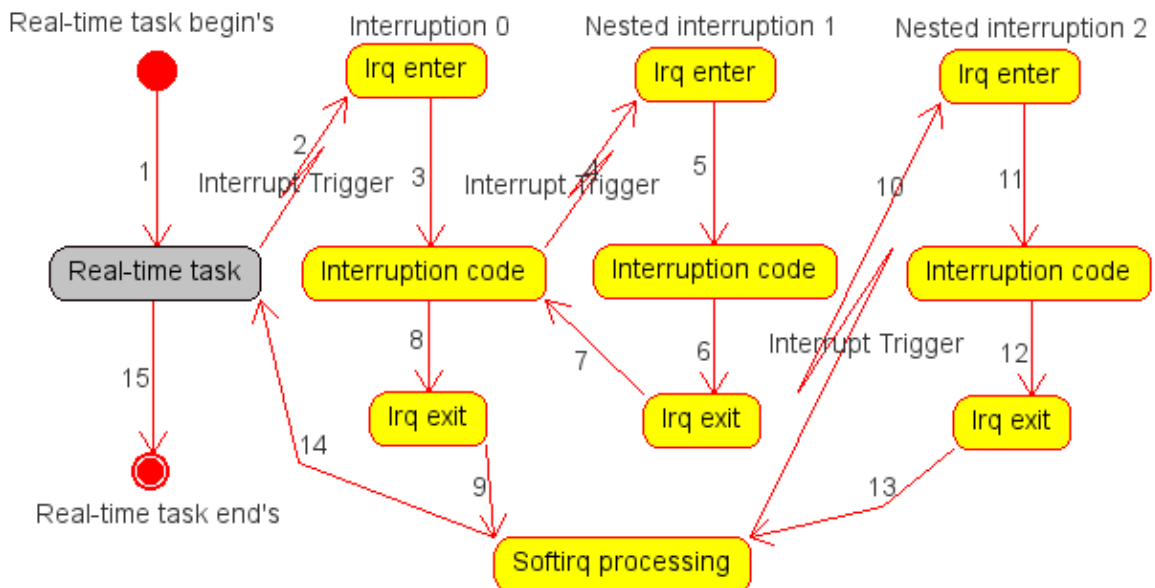 Real-time task begin's
Interruption 0
Nested interruption 1
Nested interruption 2
Irq enter
Irq enter
Irq enter
1
2
3
4
5
10
11
Interrupt Trigger
Interrupt Trigger
Real-time task
Interruption code
Interruption code
Interruption code
15
8
7
6
Interrupt Trigger
12
Irq exit
Irq exit
Irq exit
14
9
13
Real-time task end's
Softirq processing